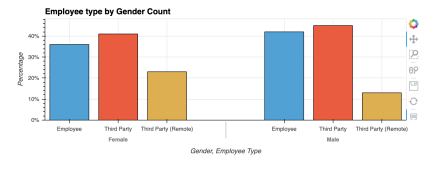 Employee type by Gender Count
40%
30%
20%
10%
0%
Percentage
Employee Third Party Third Party (Remote) Employee Third Party Third Party (Remote)
Female Male
Gender, Employee Type